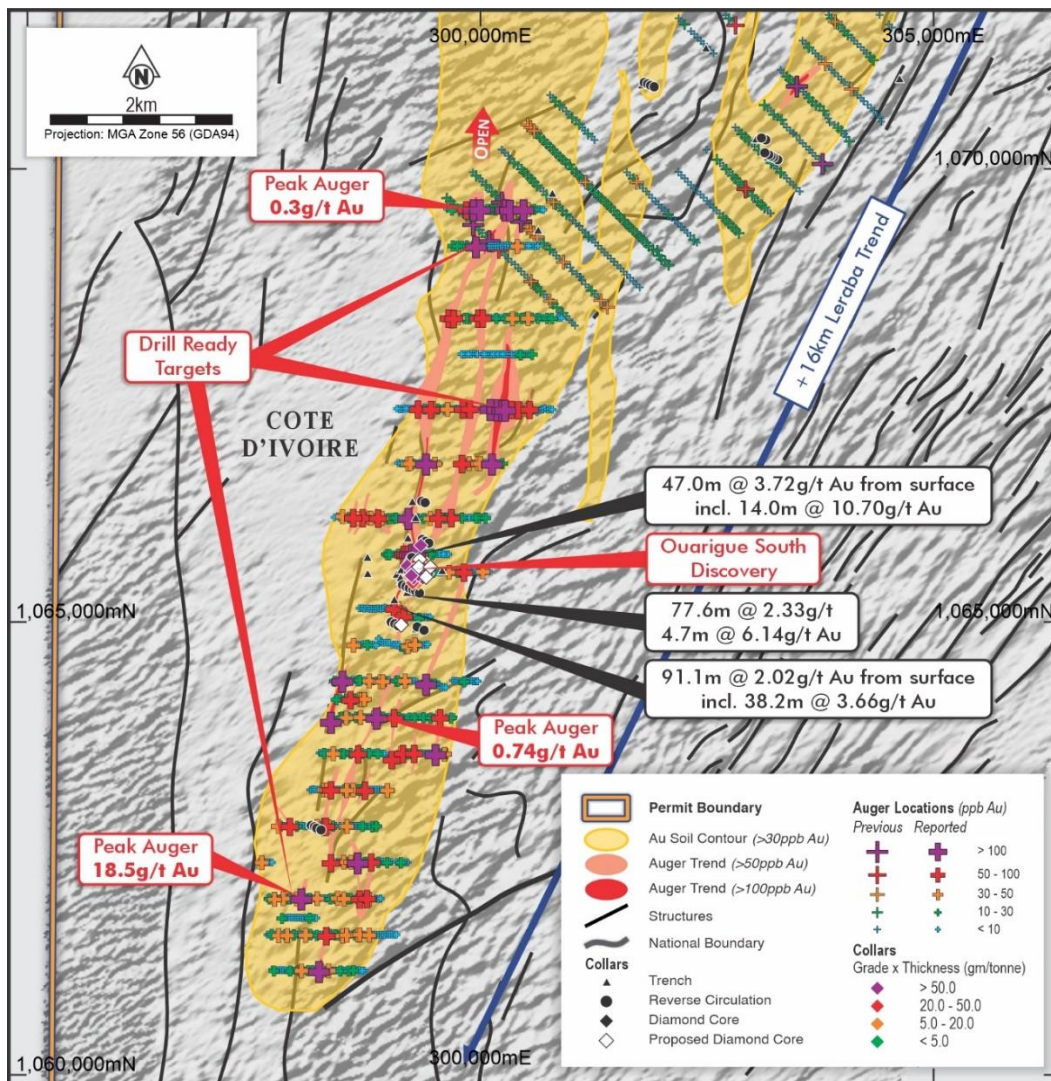 300,000mE
305,000mE
N
2km
Projection: MGA Zone 56 (GDA94)
OPEN
1,070,000mN
Peak Auger
0.3g/t Au
+16km Leraba Trend
Drill Ready
Targets
COTE
D'IVOIRE
47.0m @ 3.72g/t Au from surface
incl. 14.0m @ 10.70g/t Au
Ouarigue South
Discovery
1,065,000mN
1,065,000mN
77.6m @ 2.33g/t
4.7m @ 6.14g/t Au
91.1m @ 2.02g/t Au from surface
incl. 38.2m @ 3.66g/t Au
Peak Auger
0.74g/t Au
Peak Auger
18.5g/t Au
1,060,000mN
300,000mE
Permit Boundary
Au Soil Contour (>30ppb Au)
Auger Trend (>50ppb Au)
Auger Trend (>100ppb Au)
Structures
National Boundary
Collars
Trench
Reverse Circulation
Diamond Core
Proposed Diamond Core
Auger Locations (ppb Au)
Previous Reported
> 100
50 - 100
30 - 50
10 - 30
< 10
Collars
Grade x Thickness (gm/tonne)
> 50.0
20.0 - 50.0
5.0 - 20.0
< 5.0